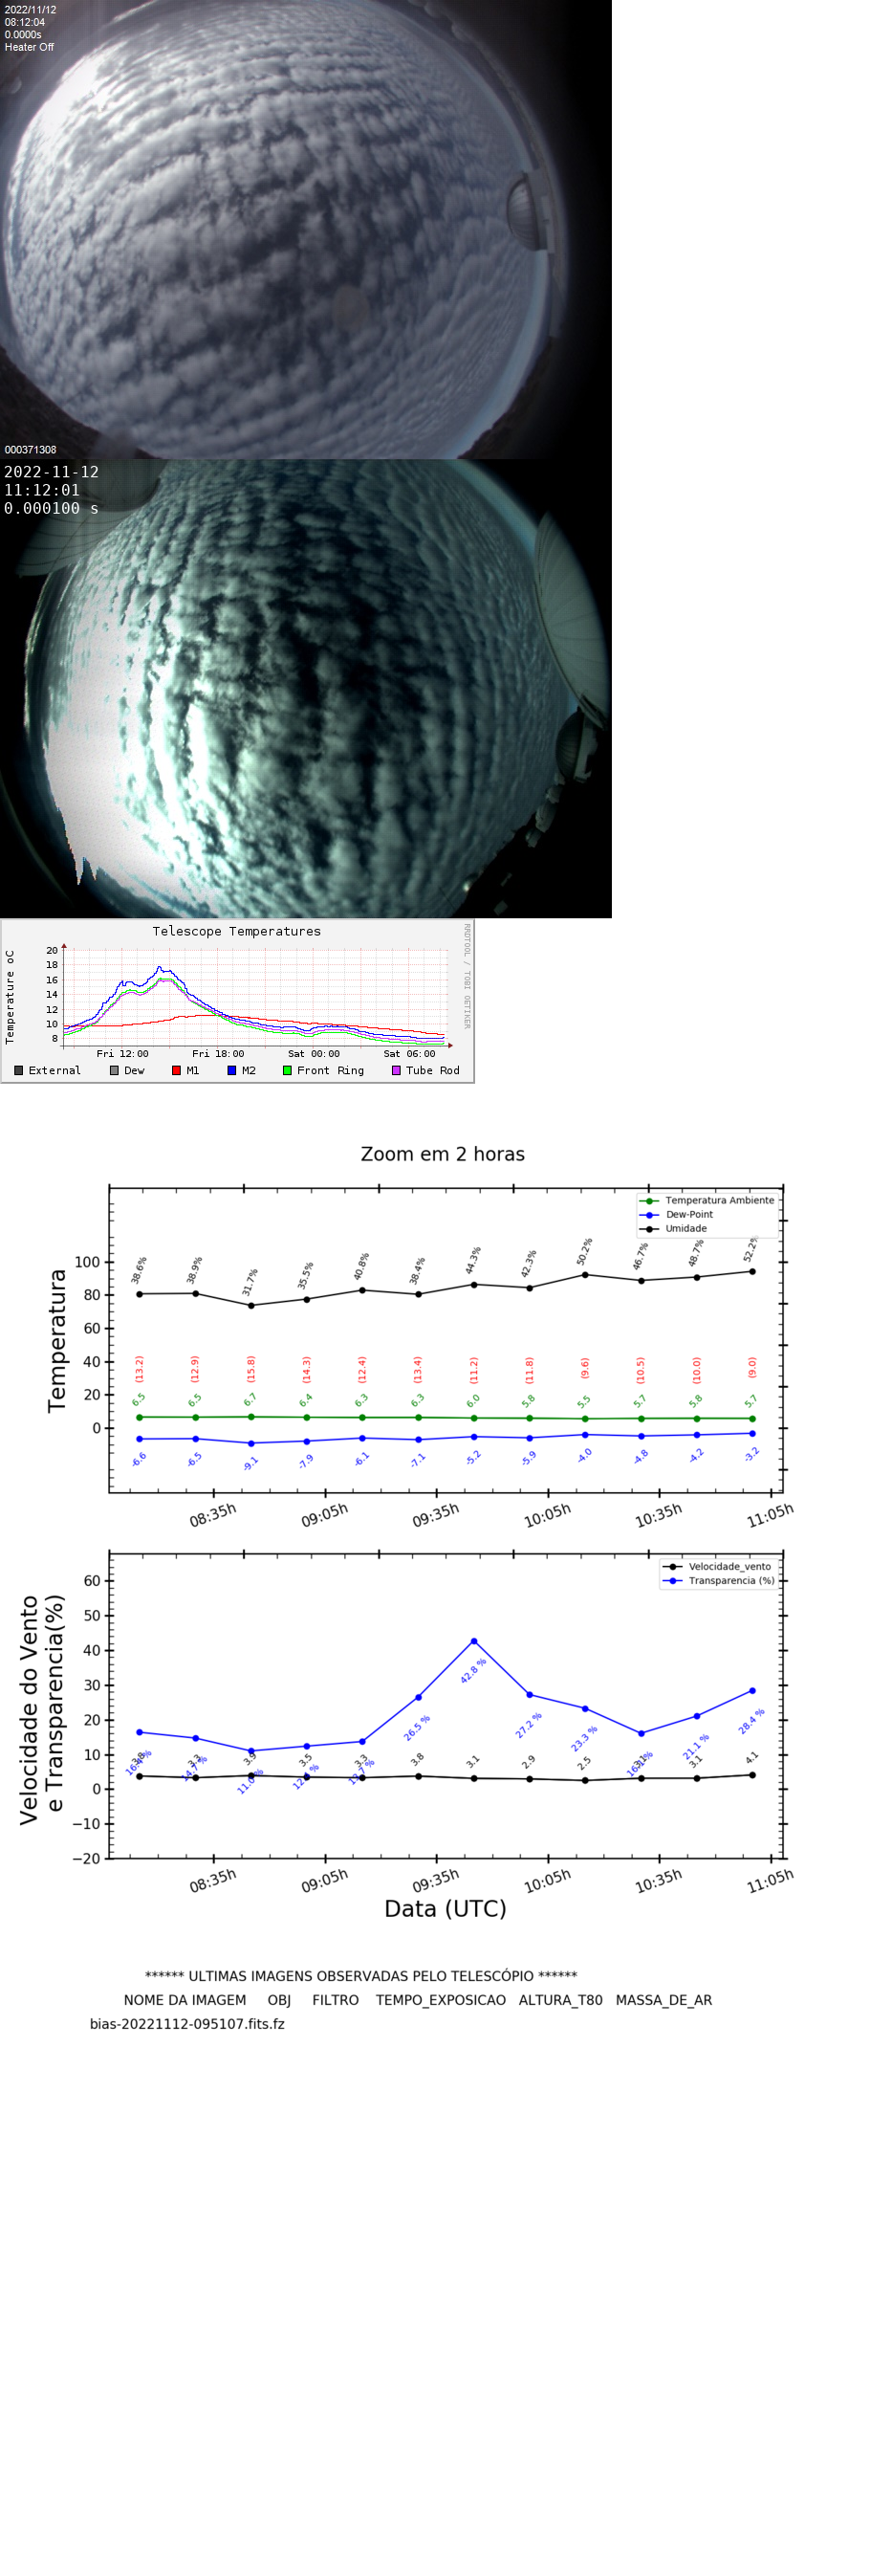 2022/11/12
08:12:04
0.0000s
Heater Off
000371308
2022-11-12
11:12:01
0.000100 s
Telescope Temperatures
RRDTOOL / TOBI OETIKER
Temperature oC
20
18
16
14
12
10
8
Fri 12:00 Fri 18:00 Sat 00:00 Sat 06:00
External Dew M1 M2 Front Ring Tube Rod
Zoom em 2 horas
Temperatura Ambiente
Dew-Point
Umidade
Temperatura
100
80
60
40
20
0
38.6% 38.9% 31.7% 35.5% 40.8% 38.4% 44.3% 42.3% 50.2% 46.7% 48.7% 52.2%
(13.2) (12.9) (15.8) (14.3) (12.4) (13.4) (11.2) (11.8) (9.6) (10.5) (10.0) (9.0)
6.5 6.5 6.7 6.4 6.3 6.3 6.0 5.8 5.5 5.7 5.8 5.7
-6.6 -6.5 -9.1 -7.9 -6.1 -7.1 -5.2 -5.9 -4.0 -4.8 -4.2 -3.2
08:35h 09:05h 09:35h 10:05h 10:35h 11:05h
Velocidade_vento
Transparencia (%)
Velocidade do Vento
e Transparencia(%)
60
50
40
30
20
10
0
−10
−20
3.9 3.5 3.3 3.8 3.1 2.9 2.5 3.1 4.1
26.5 % 42.8 % 27.2 % 23.3 % 21.1 % 28.4 %
08:35h 09:05h 09:35h 10:05h 10:35h 11:05h
Data (UTC)
****** ULTIMAS IMAGENS OBSERVADAS PELO TELESCÓPIO ******
NOME DA IMAGEM OBJ FILTRO TEMPO_EXPOSICAO ALTURA_T80 MASSA_DE_AR
bias-20221112-095107.fits.fz